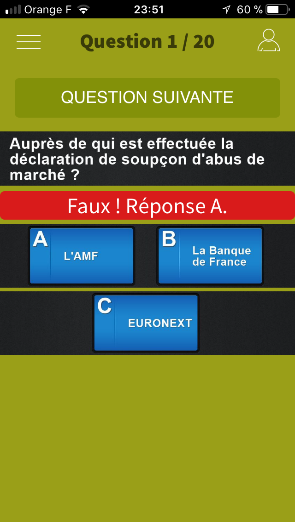 Orange F 23:51 60 %
Question 1 / 20
QUESTION SUIVANTE
Auprès de qui est effectuée la
déclaration de soupçon d'abus de
marché ?
Faux ! Réponse A.
A L'AMF
B La Banque
de France
C EURONEXT